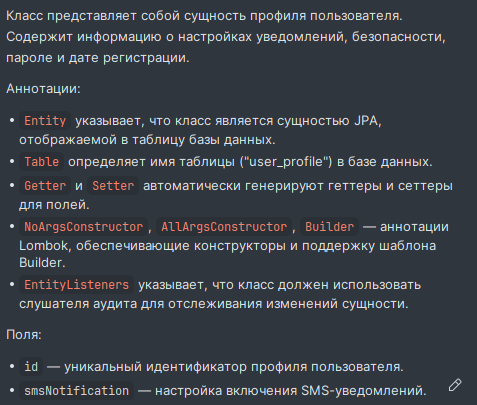 Класс представляет собой сущность профиля пользователя.
Содержит информацию о настройках уведомлений, безопасности,
пароле и дате регистрации.
Аннотации:
• Entity указывает, что класс является сущностью JPA,
отображаемой в таблицу базы данных.
• Table определяет имя таблицы ("user_profile") в базе данных.
• Getter и Setter автоматически генерируют геттеры и сеттеры
для полей.
• NoArgsConstructor, AllArgsConstructor, Builder — аннотации
Lombok, обеспечивающие конструкторы и поддержку шаблона
Builder.
• EntityListeners указывает, что класс должен использовать
слушателя аудита для отслеживания изменений сущности.
Поля:
• id — уникальный идентификатор профиля пользователя.
• smsNotification — настройка включения SMS-уведомлений.